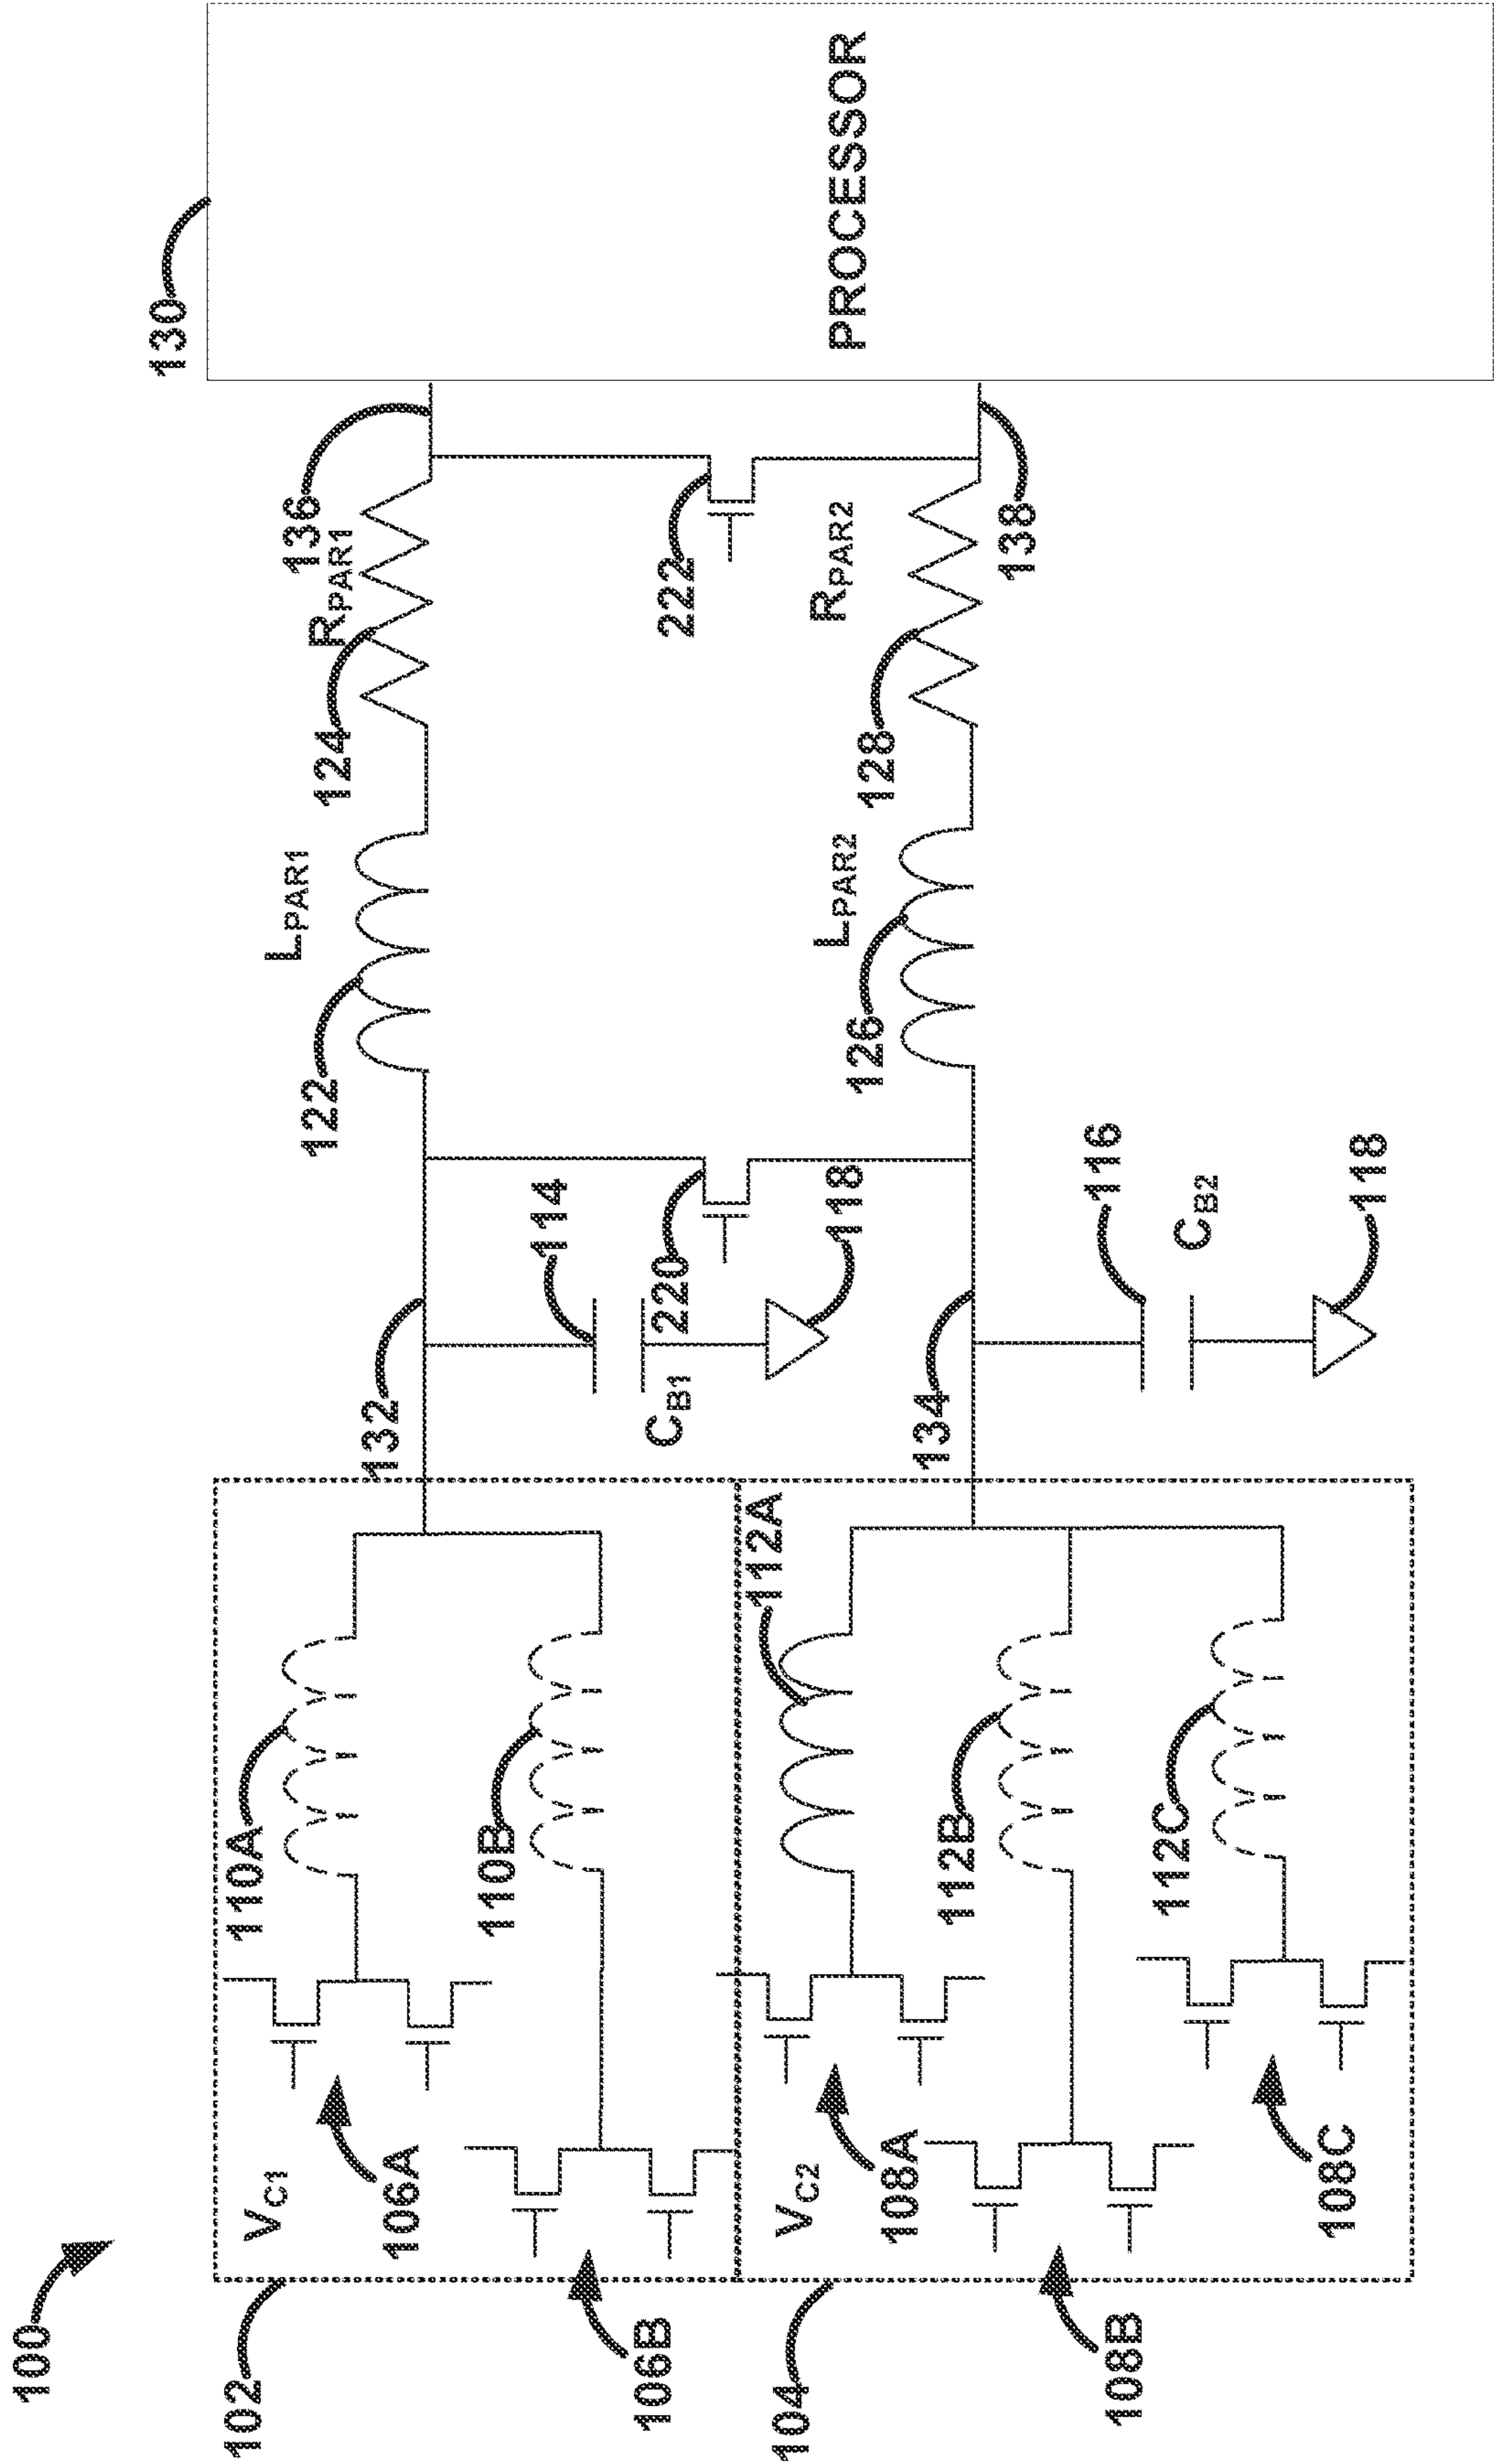 100
102
V_C1
106A
110A
106B
110B
104
V_C2
108A
112A
108B
112B
108C
112C
132
114
C_B1
118
134
220
116
C_B2
118
122
L_PAR1
124
R_PAR1
136
126
L_PAR2
128
R_PAR2
222
138
130
PROCESSOR